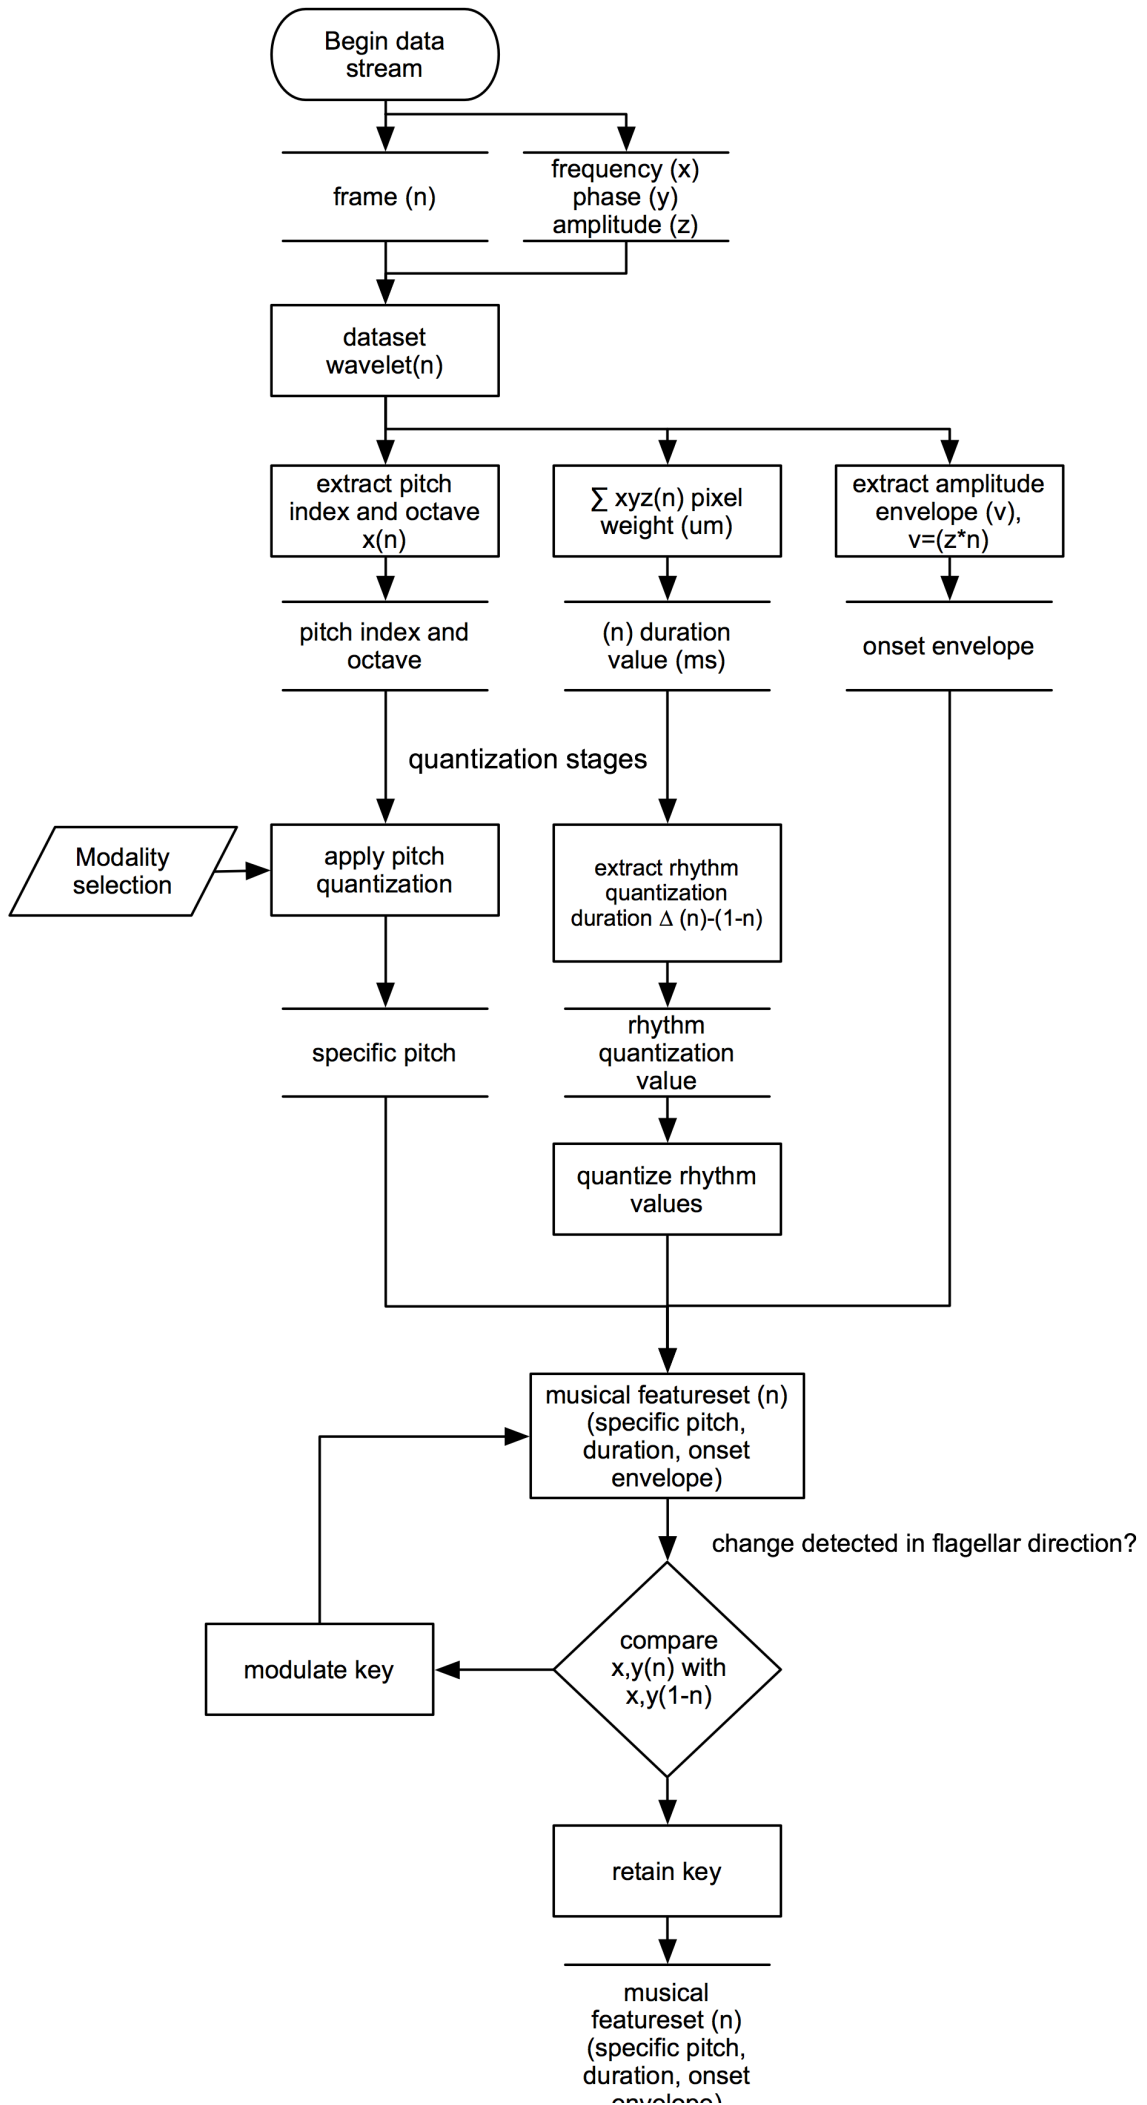 Begin data
stream
frame (n)
frequency (x)
phase (y)
amplitude (z)
dataset
wavelet(n)
extract pitch
index and octave
x(n)
∑ xyz(n) pixel
weight (um)
extract amplitude
envelope (v),
v=(z*n)
pitch index and
octave
(n) duration
value (ms)
onset envelope
quantization stages
Modality
selection
apply pitch
quantization
extract rhythm
quantization
duration ∆ (n)-(1-n)
specific pitch
rhythm
quantization
value
quantize rhythm
values
musical featureset (n)
(specific pitch,
duration, onset
envelope)
change detected in flagellar direction?
compare
x,y(n) with
x,y(1-n)
modulate key
retain key
musical
featureset (n)
(specific pitch,
duration, onset
envelope)